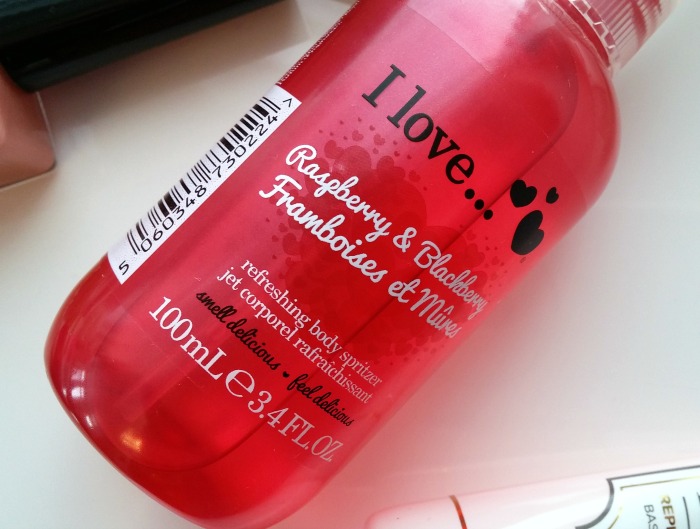 I love...
Raspberry & Blackberry
Framboises et Mûres
refreshing body spritzer
jet corporel rafraîchissant
smell delicious • feel delicious
100mL e 3.4 FL. OZ
5 060348 730224 >
BAS